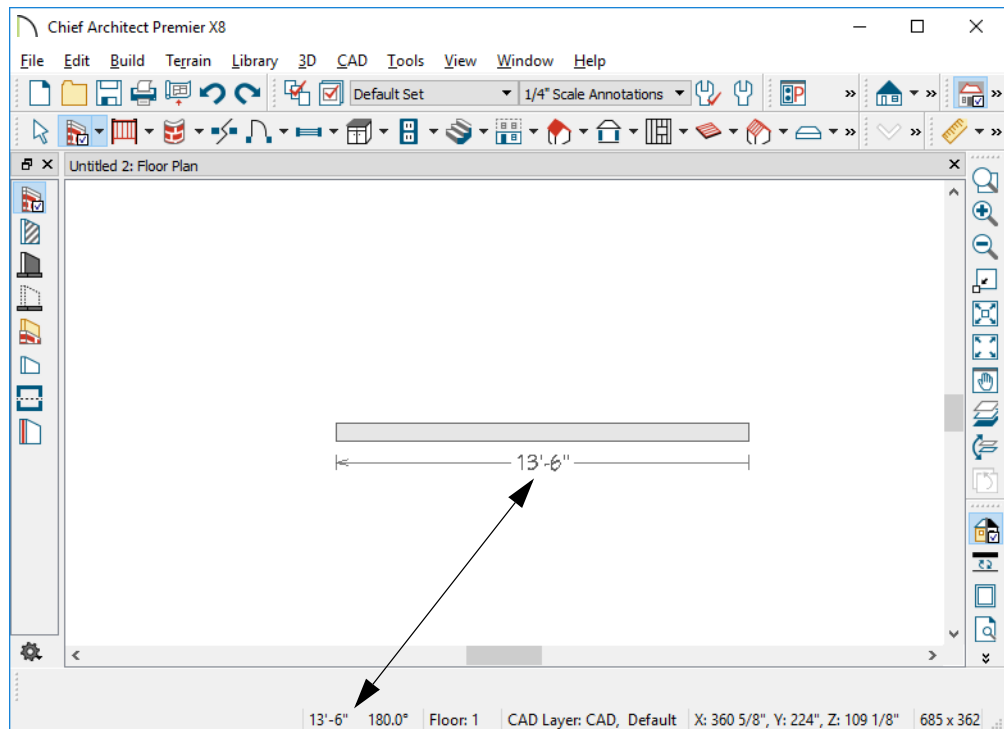 Chief Architect Premier X8
File Edit Build Terrain Library 3D CAD Tools View Window Help
Default Set 1/4" Scale Annotations P » » »
» » »
Untitled 2: Floor Plan
13'-6"
13'-6" 180.0° Floor: 1 CAD Layer: CAD, Default X: 360 5/8", Y: 224", Z: 109 1/8" 685 x 362